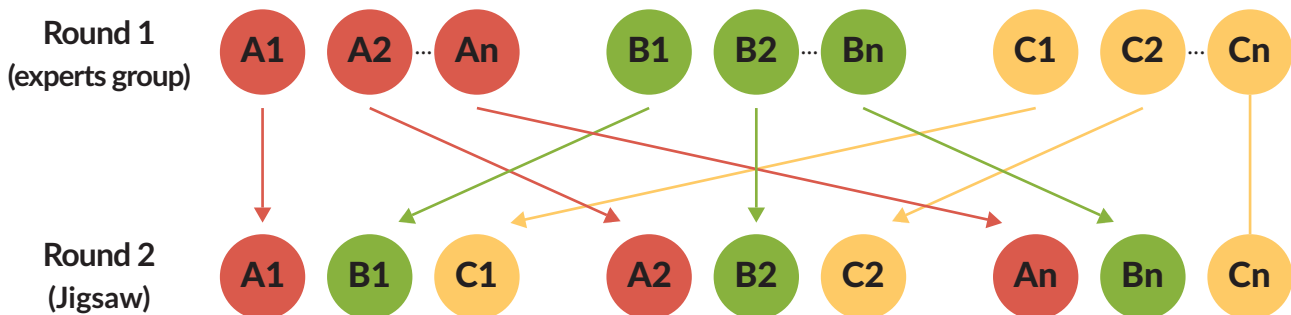 Round 1
(experts group)
A1 A2 ... An B1 B2 ... Bn C1 C2 ... Cn
Round 2
(Jigsaw)
A1 B1 C1 A2 B2 C2 An Bn Cn